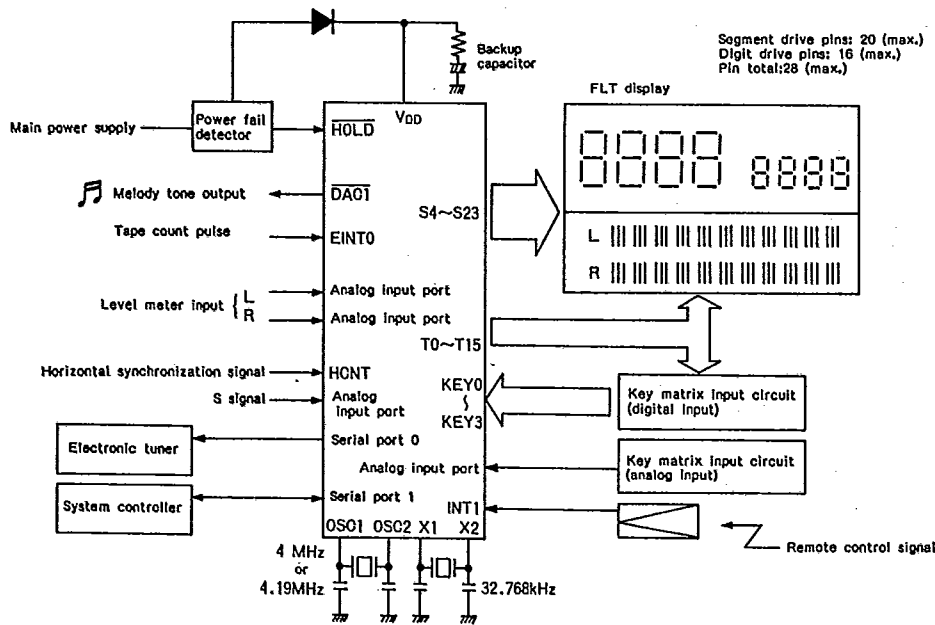 Segment drive pins: 20 (max.)
Digit drive pins: 16 (max.)
Pin total:28 (max.)
Backup
capacitor
FLT display
Main power supply
Power fail
detector
HOLD
VDD
Melody tone output
DAC1
S4~S23
Tape count pulse
EINT0
L
R
Level meter input
L
R
Analog input port
Analog input port
T0~T15
Horizontal synchronization signal
HCNT
KEY0
~
KEY3
Key matrix input circuit
(digital input)
S signal
Analog
input port
Electronic tuner
Serial port 0
Analog input port
Key matrix input circuit
(analog input)
System controller
Serial port 1
INT1
Remote control signal
OSC1 OSC2 X1 X2
4 MHz
or
4.19MHz
32.768kHz